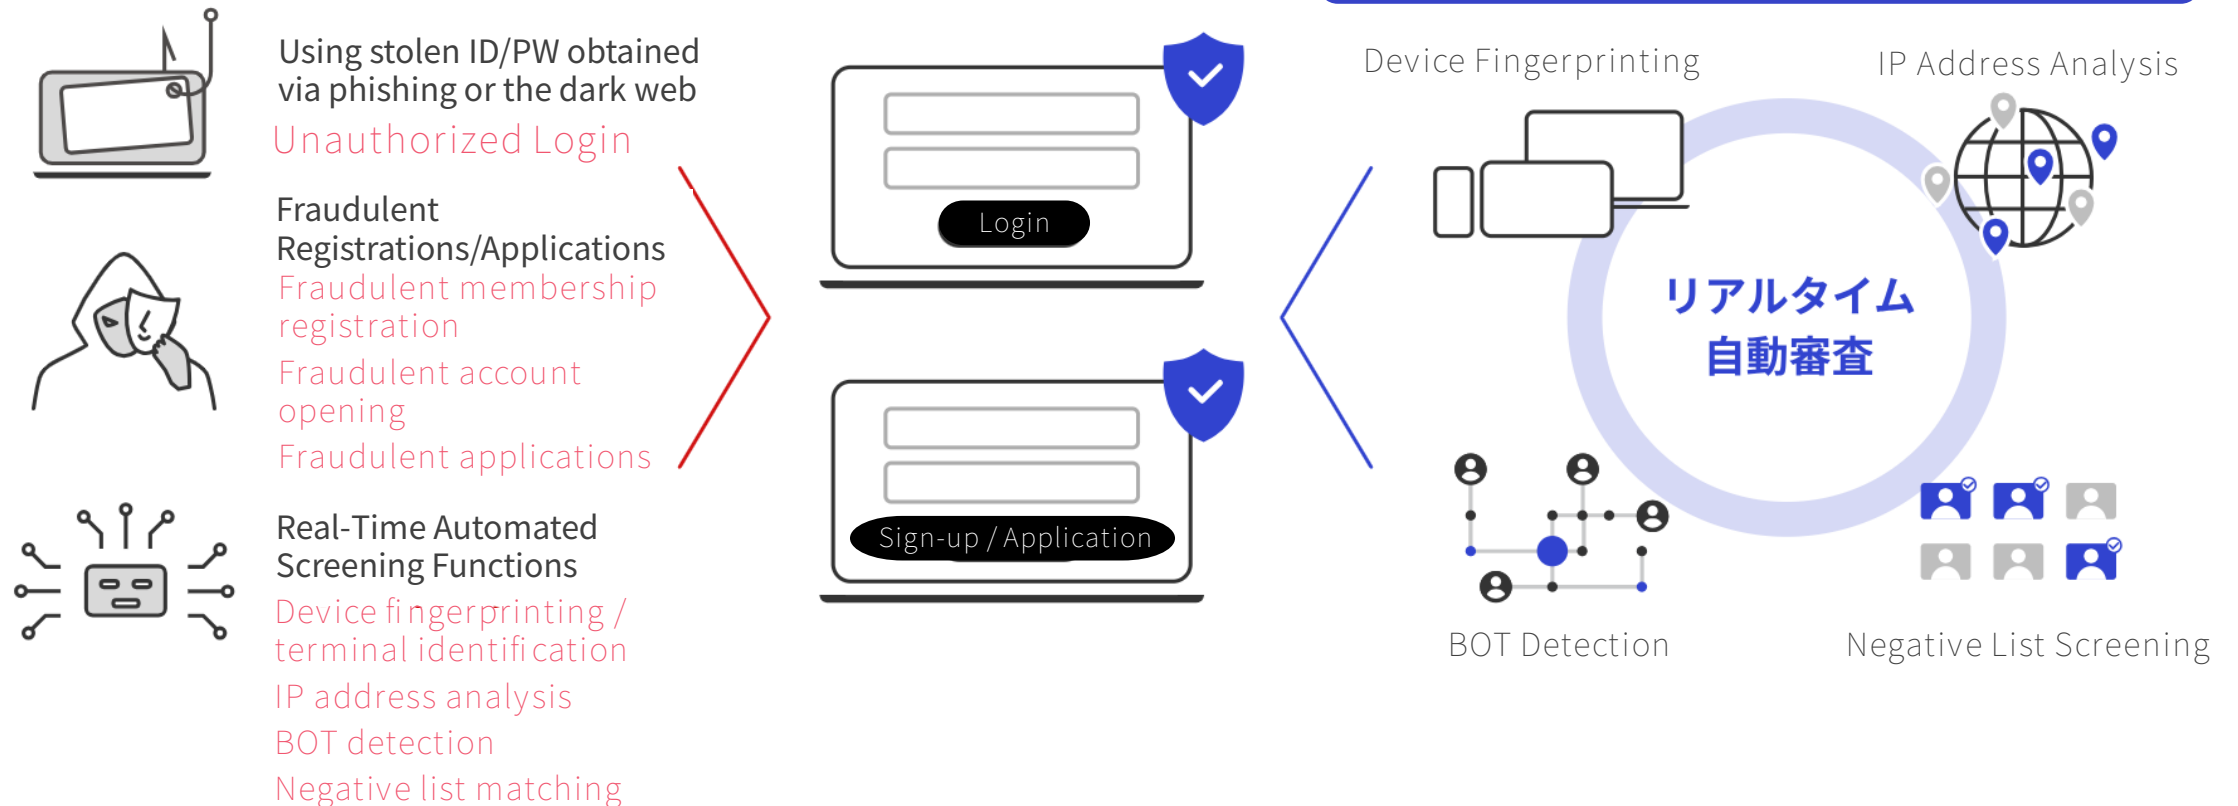 Using stolen ID/PW obtained
via phishing or the dark web
Unauthorized Login
Fraudulent
Registrations/Applications
Fraudulent membership
registration
Fraudulent account
opening
Fraudulent applications
Real-Time Automated
Screening Functions
Device fingerprinting /
terminal identification
IP address analysis
BOT detection
Negative list matching
Login
Sign-up / Application
Device Fingerprinting
IP Address Analysis
リアルタイム
自動審査
BOT Detection
Negative List Screening